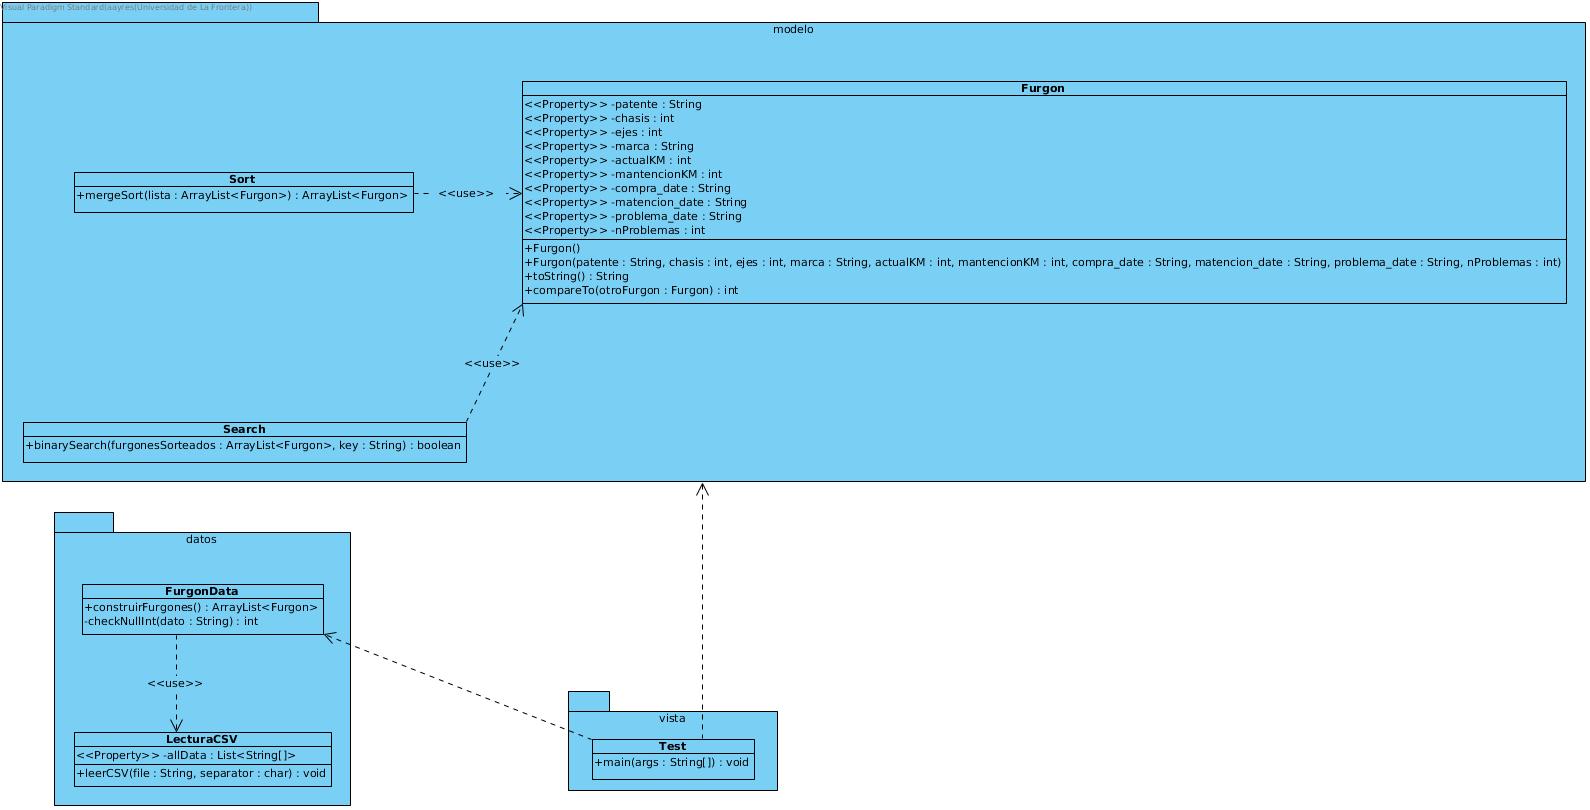 Visual Paradigm Standard(aayres(Universidad de La Frontera))
modelo
Furgon
<<Property>> -patente : String
<<Property>> -chasis : int
<<Property>> -ejes : int
<<Property>> -marca : String
<<Property>> -actualKM : int
<<Property>> -mantencionKM : int
<<Property>> -compra_date : String
<<Property>> -matencion_date : String
<<Property>> -problema_date : String
<<Property>> -nProblemas : int
+Furgon()
+Furgon(patente : String, chasis : int, ejes : int, marca : String, actualKM : int, mantencionKM : int, compra_date : String, matencion_date : String, problema_date : String, nProblemas : int)
+toString() : String
+compareTo(otroFurgon : Furgon) : int
Sort
+mergeSort(lista : ArrayList<Furgon>) : ArrayList<Furgon>
<<use>>
<<use>>
Search
+binarySearch(furgonesSorteados : ArrayList<Furgon>, key : String) : boolean
datos
FurgonData
+construirFurgones() : ArrayList<Furgon>
-checkNullInt(dato : String) : int
<<use>>
LecturaCSV
<<Property>> -allData : List<String[]>
+leerCSV(file : String, separator : char) : void
vista
Test
+main(args : String[]) : void